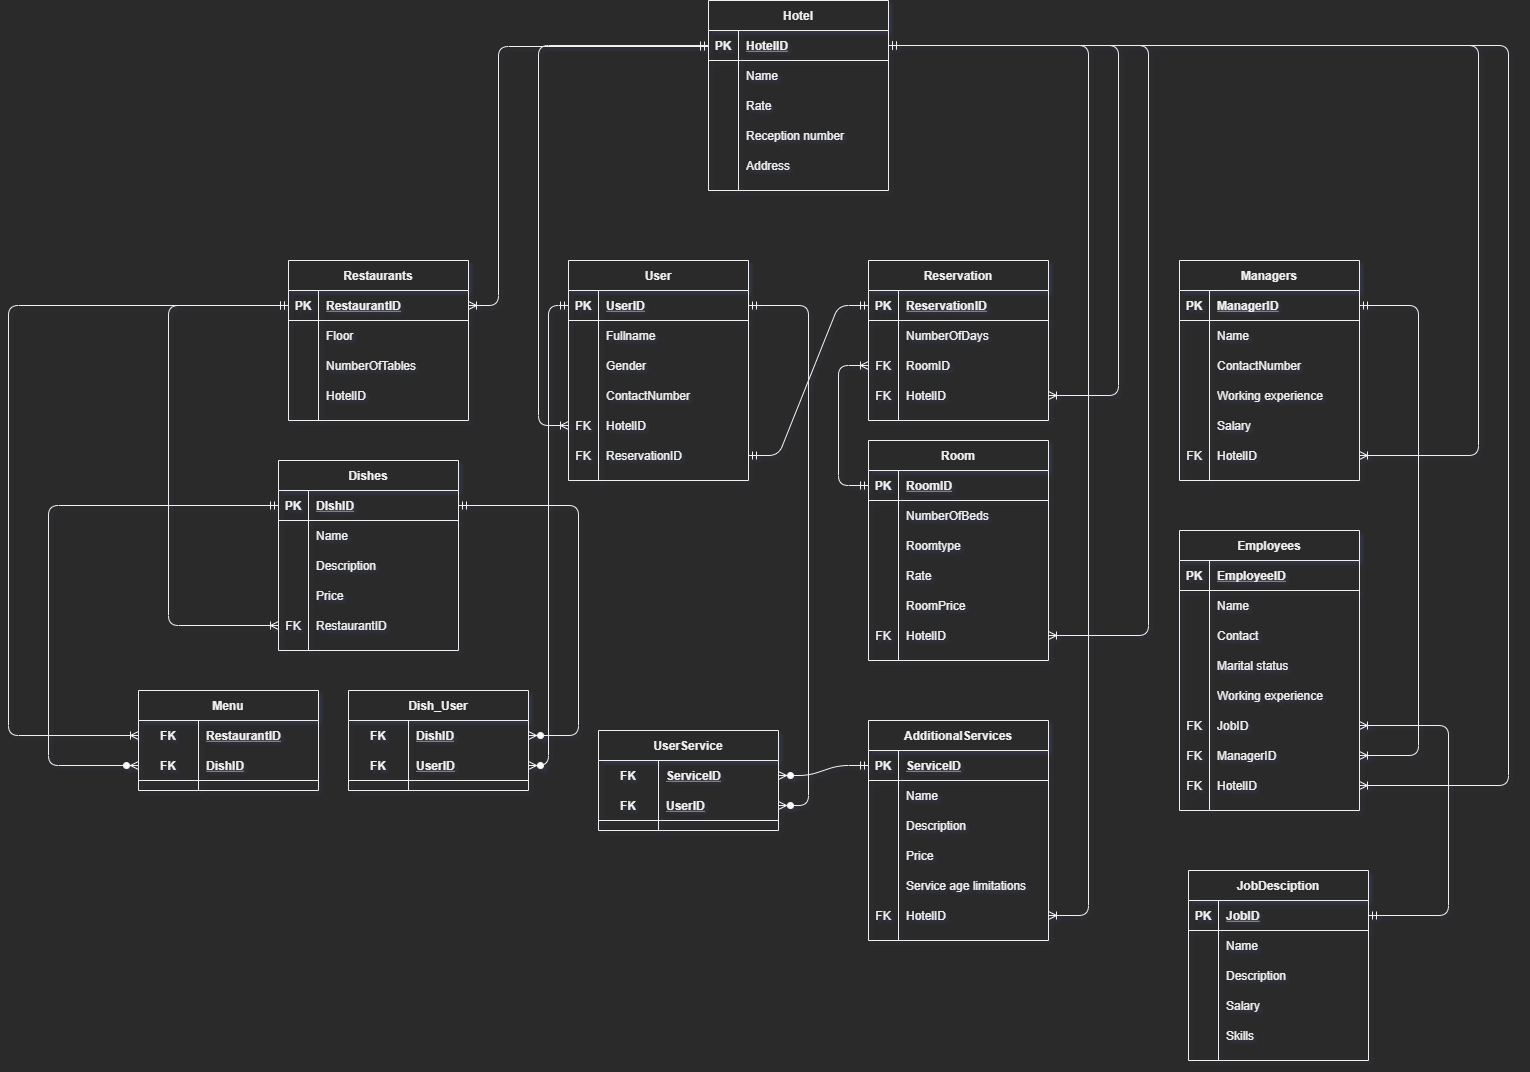 Hotel
PK HotelID
Name
Rate
Reception number
Address
Restaurants
PK RestaurantID
Floor
NumberOfTables
HotelID
User
PK UserID
Fullname
Gender
ContactNumber
FK HotelID
FK ReservationID
Reservation
PK ReservationID
NumberOfDays
FK RoomID
FK HotelID
Managers
PK ManagerID
Name
ContactNumber
Working experience
Salary
FK HotelID
Dishes
PK DIshID
Name
Description
Price
FK RestaurantID
Room
PK RoomID
NumberOfBeds
Roomtype
Rate
RoomPrice
FK HotelID
Employees
PK EmployeeID
Name
Contact
Marital status
Working experience
FK JobID
FK ManagerID
FK HotelID
Menu
FK RestaurantID
FK DishID
Dish_User
FK DishID
FK UserID
UserService
FK ServiceID
FK UserID
AdditionalServices
PK ServiceID
Name
Description
Price
Service age limitations
FK HotelID
JobDesciption
PK JobID
Name
Description
Salary
Skills